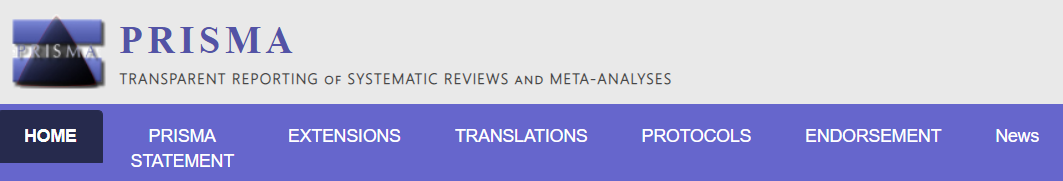 PRISMA
PRISMA
TRANSPARENT REPORTING OF SYSTEMATIC REVIEWS AND META-ANALYSES
HOME
PRISMA
STATEMENT
EXTENSIONS
TRANSLATIONS
PROTOCOLS
ENDORSEMENT
News